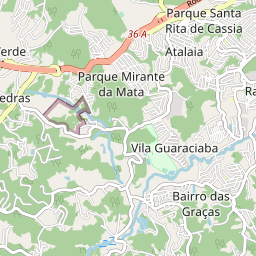 Parque Santa
Rita de Cassia
36 A
Atalaia
erde
Parque Mirante
da Mata
Ra
edras
Vila Guaraciaba
Bairro das
Graças